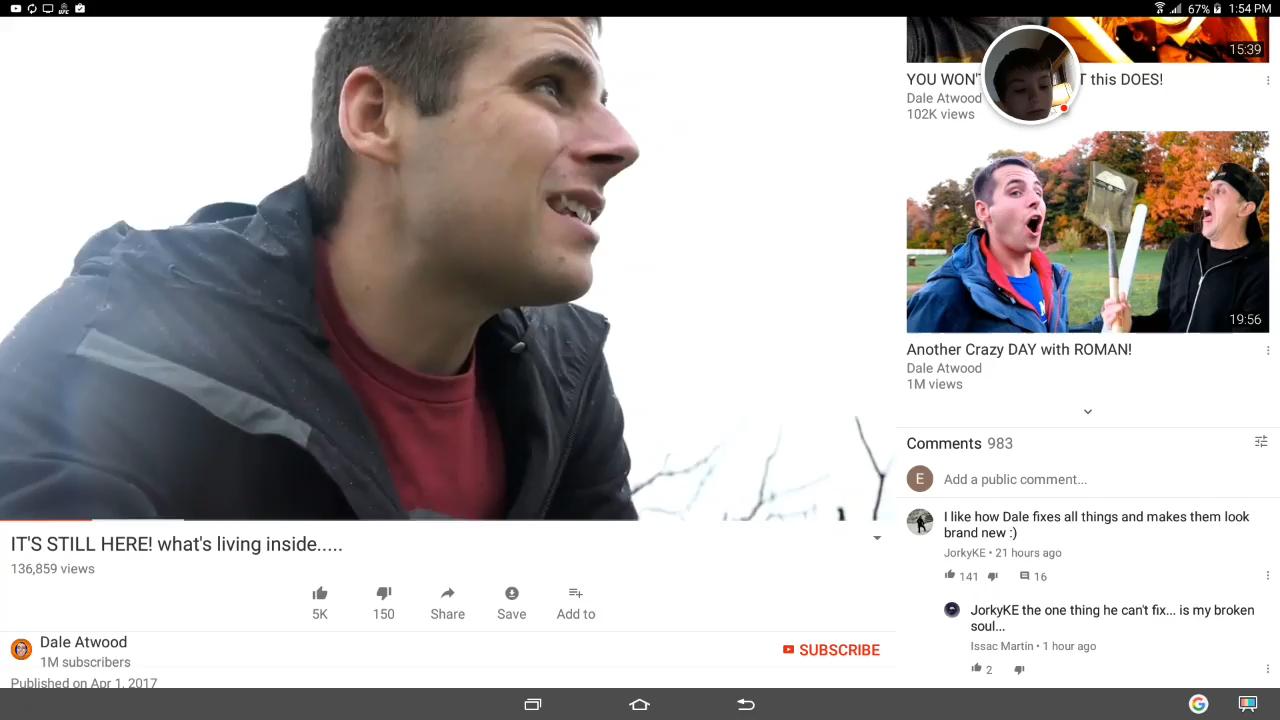 67% 1:54 PM
15:39
YOU WON'T this DOES!
Dale Atwood
102K views
19:56
Another Crazy DAY with ROMAN!
Dale Atwood
1M views
Comments 983
E Add a public comment...
I like how Dale fixes all things and makes them look
brand new :)
JorkyKE • 21 hours ago
141 16
JorkyKE the one thing he can't fix... is my broken
soul...
Issac Martin • 1 hour ago
2
IT'S STILL HERE! what's living inside.....
136,859 views
5K 150 Share Save Add to
Dale Atwood
1M subscribers
SUBSCRIBE
Published on Apr 1, 2017